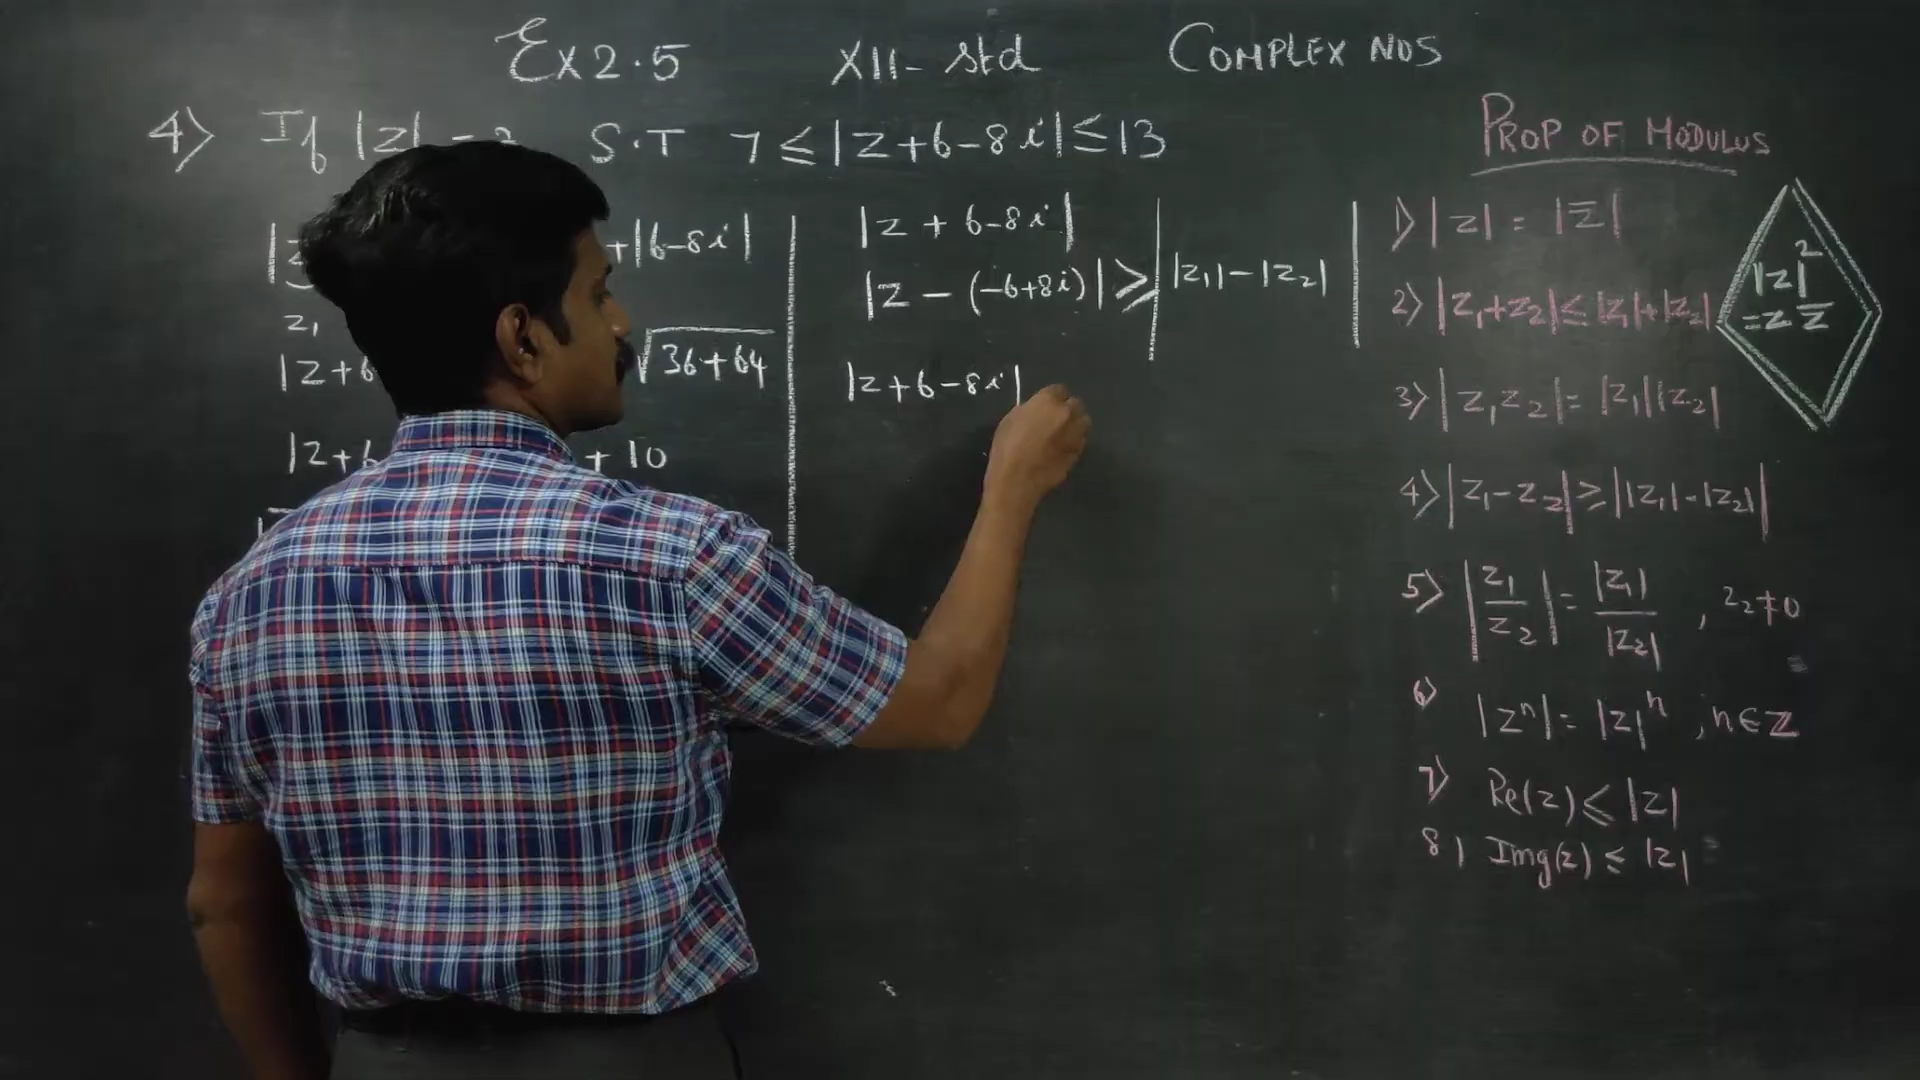 Ex 2.5 XII- Std COMPLEX NOS
4) If |z| S.T 7 ≤ |z+6-8i| ≤ 13
+|6-8i|
z₁
|z+6 √36+64
|z+6 + 10
|z + 6-8i|
|z - (-6+8i)| ≥ ||z₁|-|z₂||
|z+6-8i|
PROP OF MODULUS
1) |z| = |z̅|
2) |z₁+z₂| ≤ |z₁|+|z₂|
3) |z₁z₂| = |z₁||z₂|
4) |z₁-z₂| ≥ ||z₁|-|z₂||
5) |z₁/z₂| = |z₁|/|z₂| , z₂≠0
6) |zⁿ| = |z|ⁿ , n∈Z
7) Re(z) ≤ |z|
8) Img(z) ≤ |z|
|z|²
=z z̅